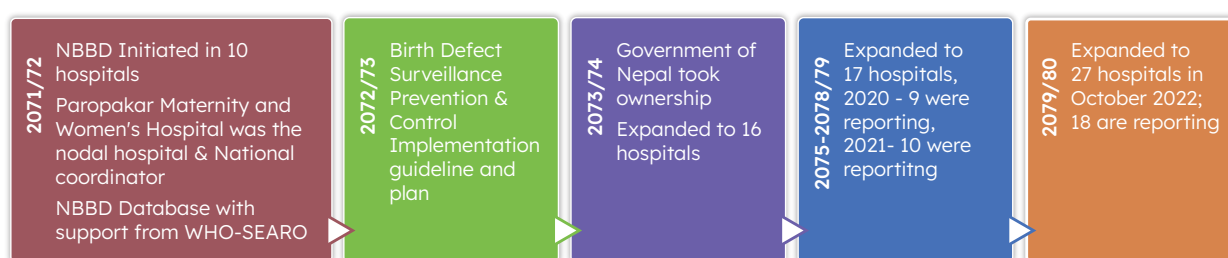 2071/72
NBBD Initiated in 10
hospitals
Paropakar Maternity and
Women's Hospital was the
nodal hospital & National
coordinator
NBBD Database with
support from WHO-SEARO
2072/73
Birth Defect
Surveillance
Prevention &
Control
Implementation
guideline and
plan
2073/74
Government of
Nepal took
ownership
Expanded to 16
hospitals
2075-2078/79
Expanded to
17 hospitals,
2020 - 9 were
reporting,
2021- 10 were
reportitng
2079/80
Expanded to
27 hospitals in
October 2022;
18 are reporting